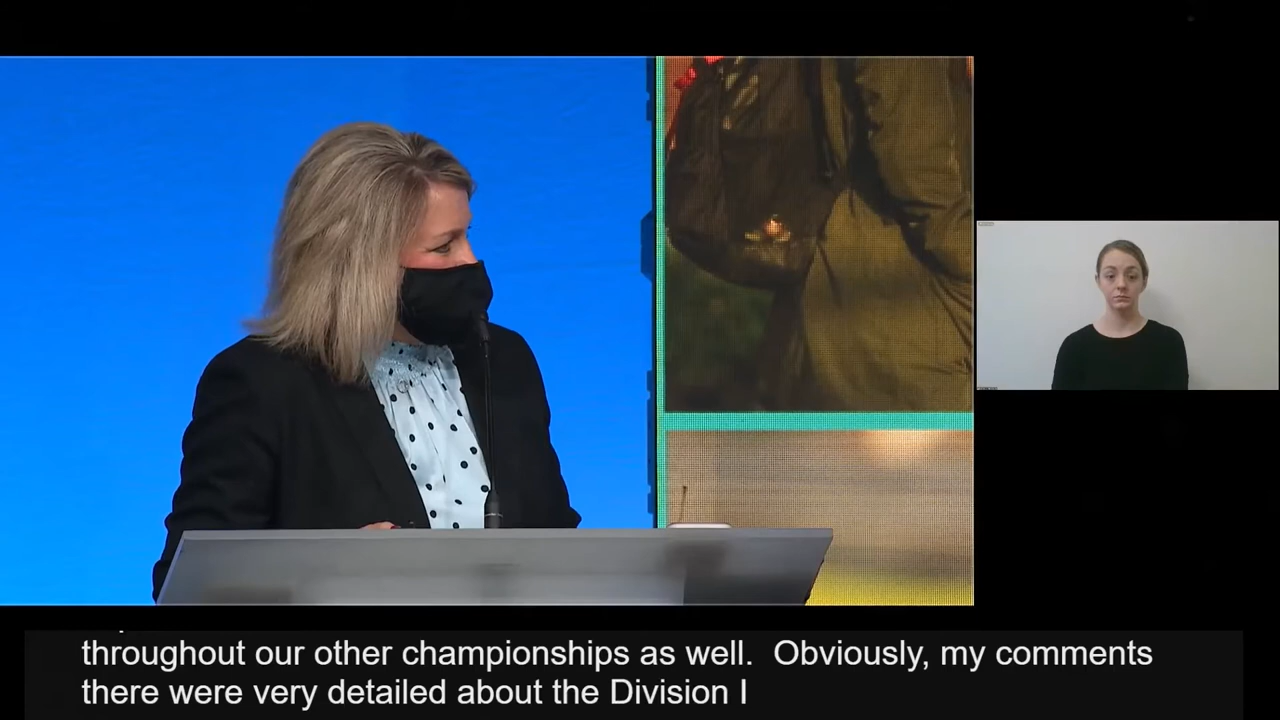 throughout our other championships as well.  Obviously, my comments
there were very detailed about the Division I